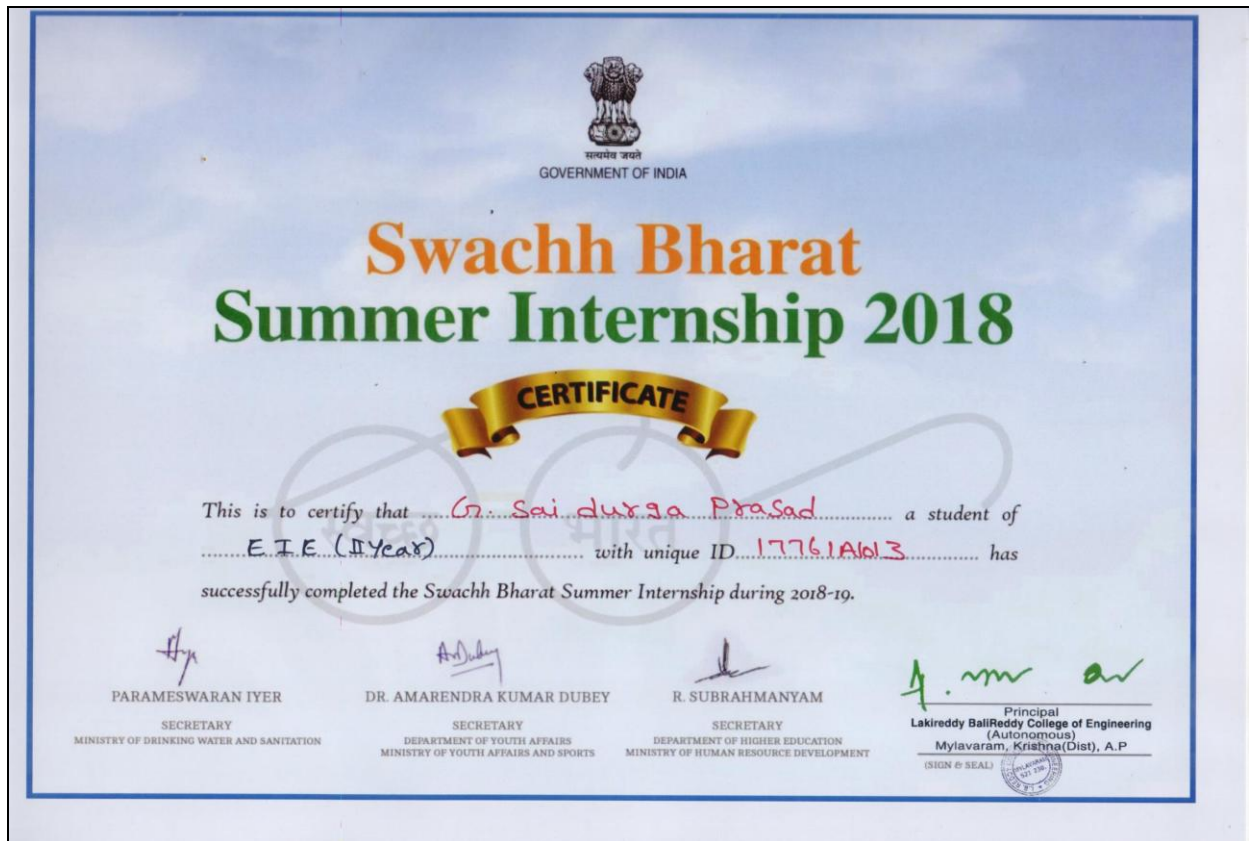 सत्यमेव जयते
GOVERNMENT OF INDIA
Swachh Bharat
Summer Internship 2018
CERTIFICATE
स्वच्छ भारत
This is to certify that ..... G. Sai durga Prasad ............... a student of
........ E I E (II Year) ........................ with unique ID... 17761A1013 ............. has
successfully completed the Swachh Bharat Summer Internship during 2018-19.
ADubey
PARAMESWARAN IYER
SECRETARY
MINISTRY OF DRINKING WATER AND SANITATION
DR. AMARENDRA KUMAR DUBEY
SECRETARY
DEPARTMENT OF YOUTH AFFAIRS
MINISTRY OF YOUTH AFFAIRS AND SPORTS
R. SUBRAHMANYAM
SECRETARY
DEPARTMENT OF HIGHER EDUCATION
MINISTRY OF HUMAN RESOURCE DEVELOPMENT
Principal
Lakireddy BaliReddy College of Engineering
(Autonomous)
Mylavaram, Krishna(Dist), A.P
(SIGN & SEAL)